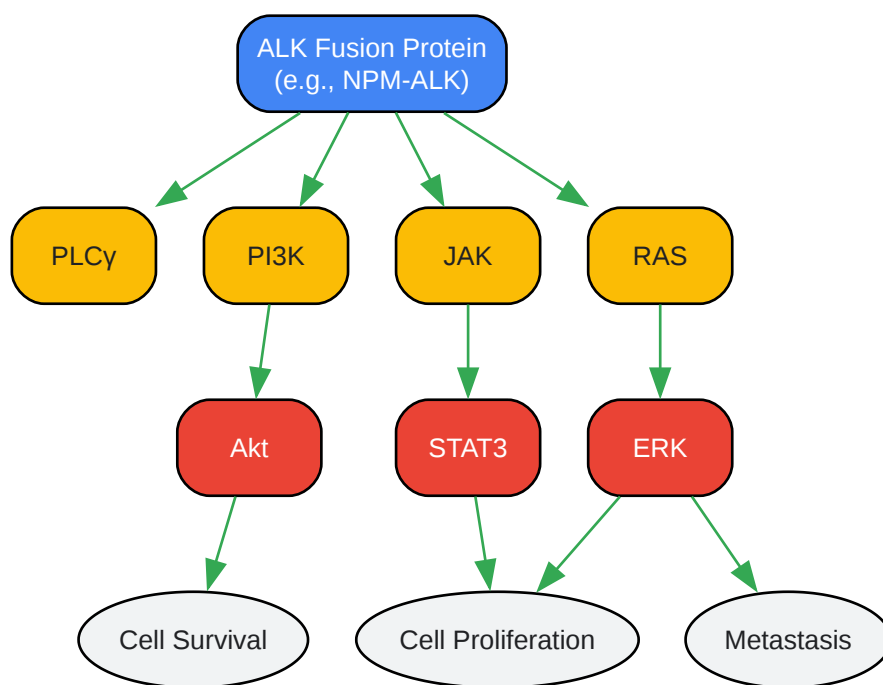 ALK Fusion Protein
(e.g., NPM-ALK)
PLCγ
PI3K
JAK
RAS
Akt
STAT3
ERK
Cell Survival
Cell Proliferation
Metastasis